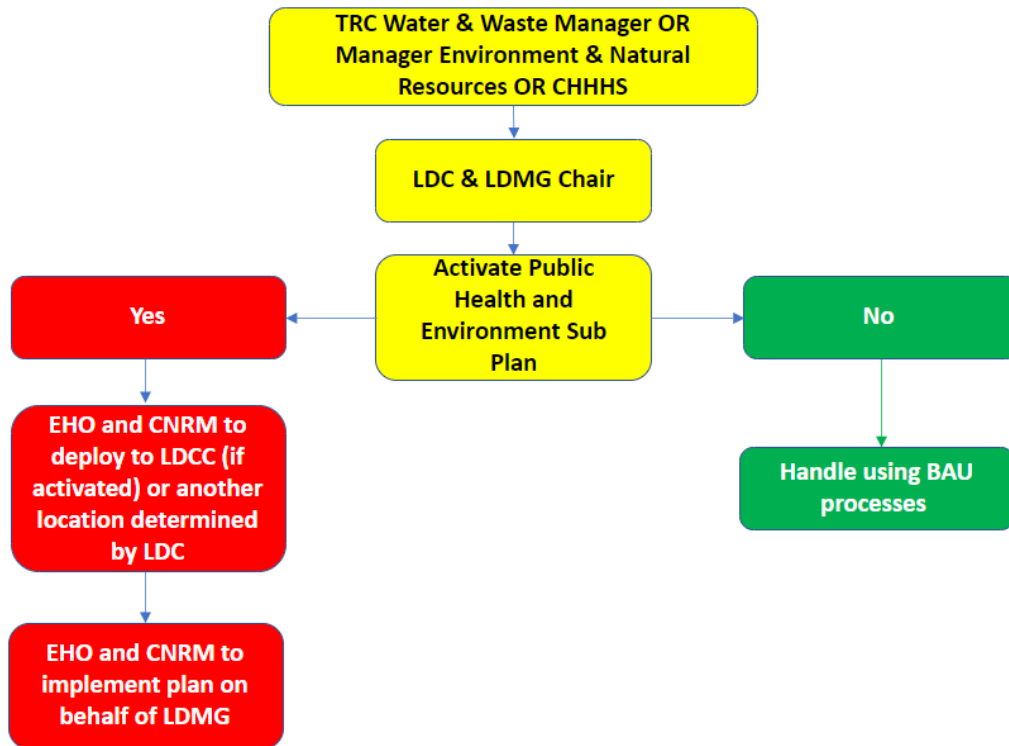 TRC Water & Waste Manager OR
Manager Environment & Natural
Resources OR CHHHS
LDC & LDMG Chair
Activate Public
Health and
Environment Sub
Plan
Yes
No
EHO and CNRM to
deploy to LDCC (if
activated) or another
location determined
by LDC
Handle using BAU
processes
EHO and CNRM to
implement plan on
behalf of LDMG